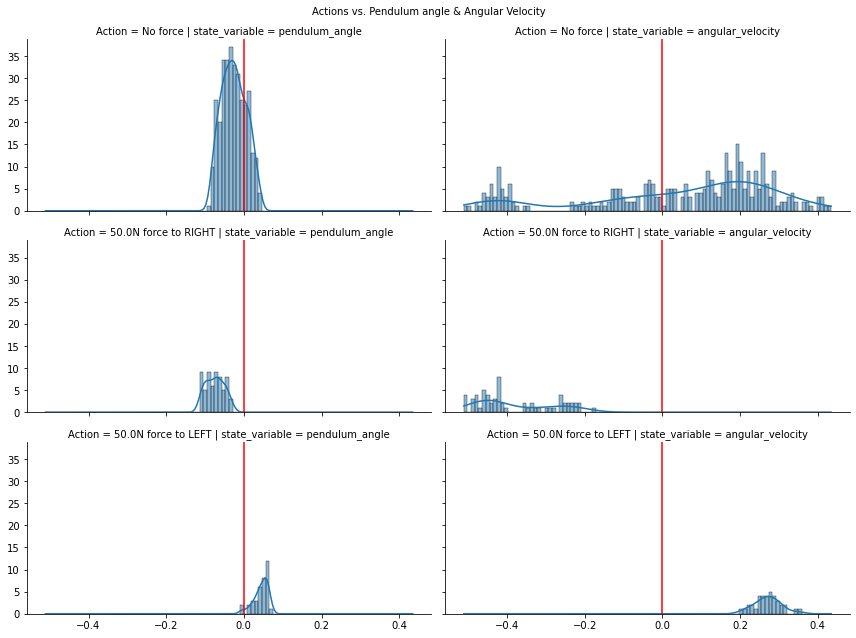 Actions vs. Pendulum angle & Angular Velocity
Action = No force | state_variable = pendulum_angle
Action = No force | state_variable = angular_velocity
35
30
25
20
15
10
5
0
Action = 50.0N force to RIGHT | state_variable = pendulum_angle
Action = 50.0N force to RIGHT | state_variable = angular_velocity
35
30
25
20
15
10
5
0
Action = 50.0N force to LEFT | state_variable = pendulum_angle
Action = 50.0N force to LEFT | state_variable = angular_velocity
35
30
25
20
15
10
5
0
−0.4 −0.2 0.0 0.2 0.4
−0.4 −0.2 0.0 0.2 0.4